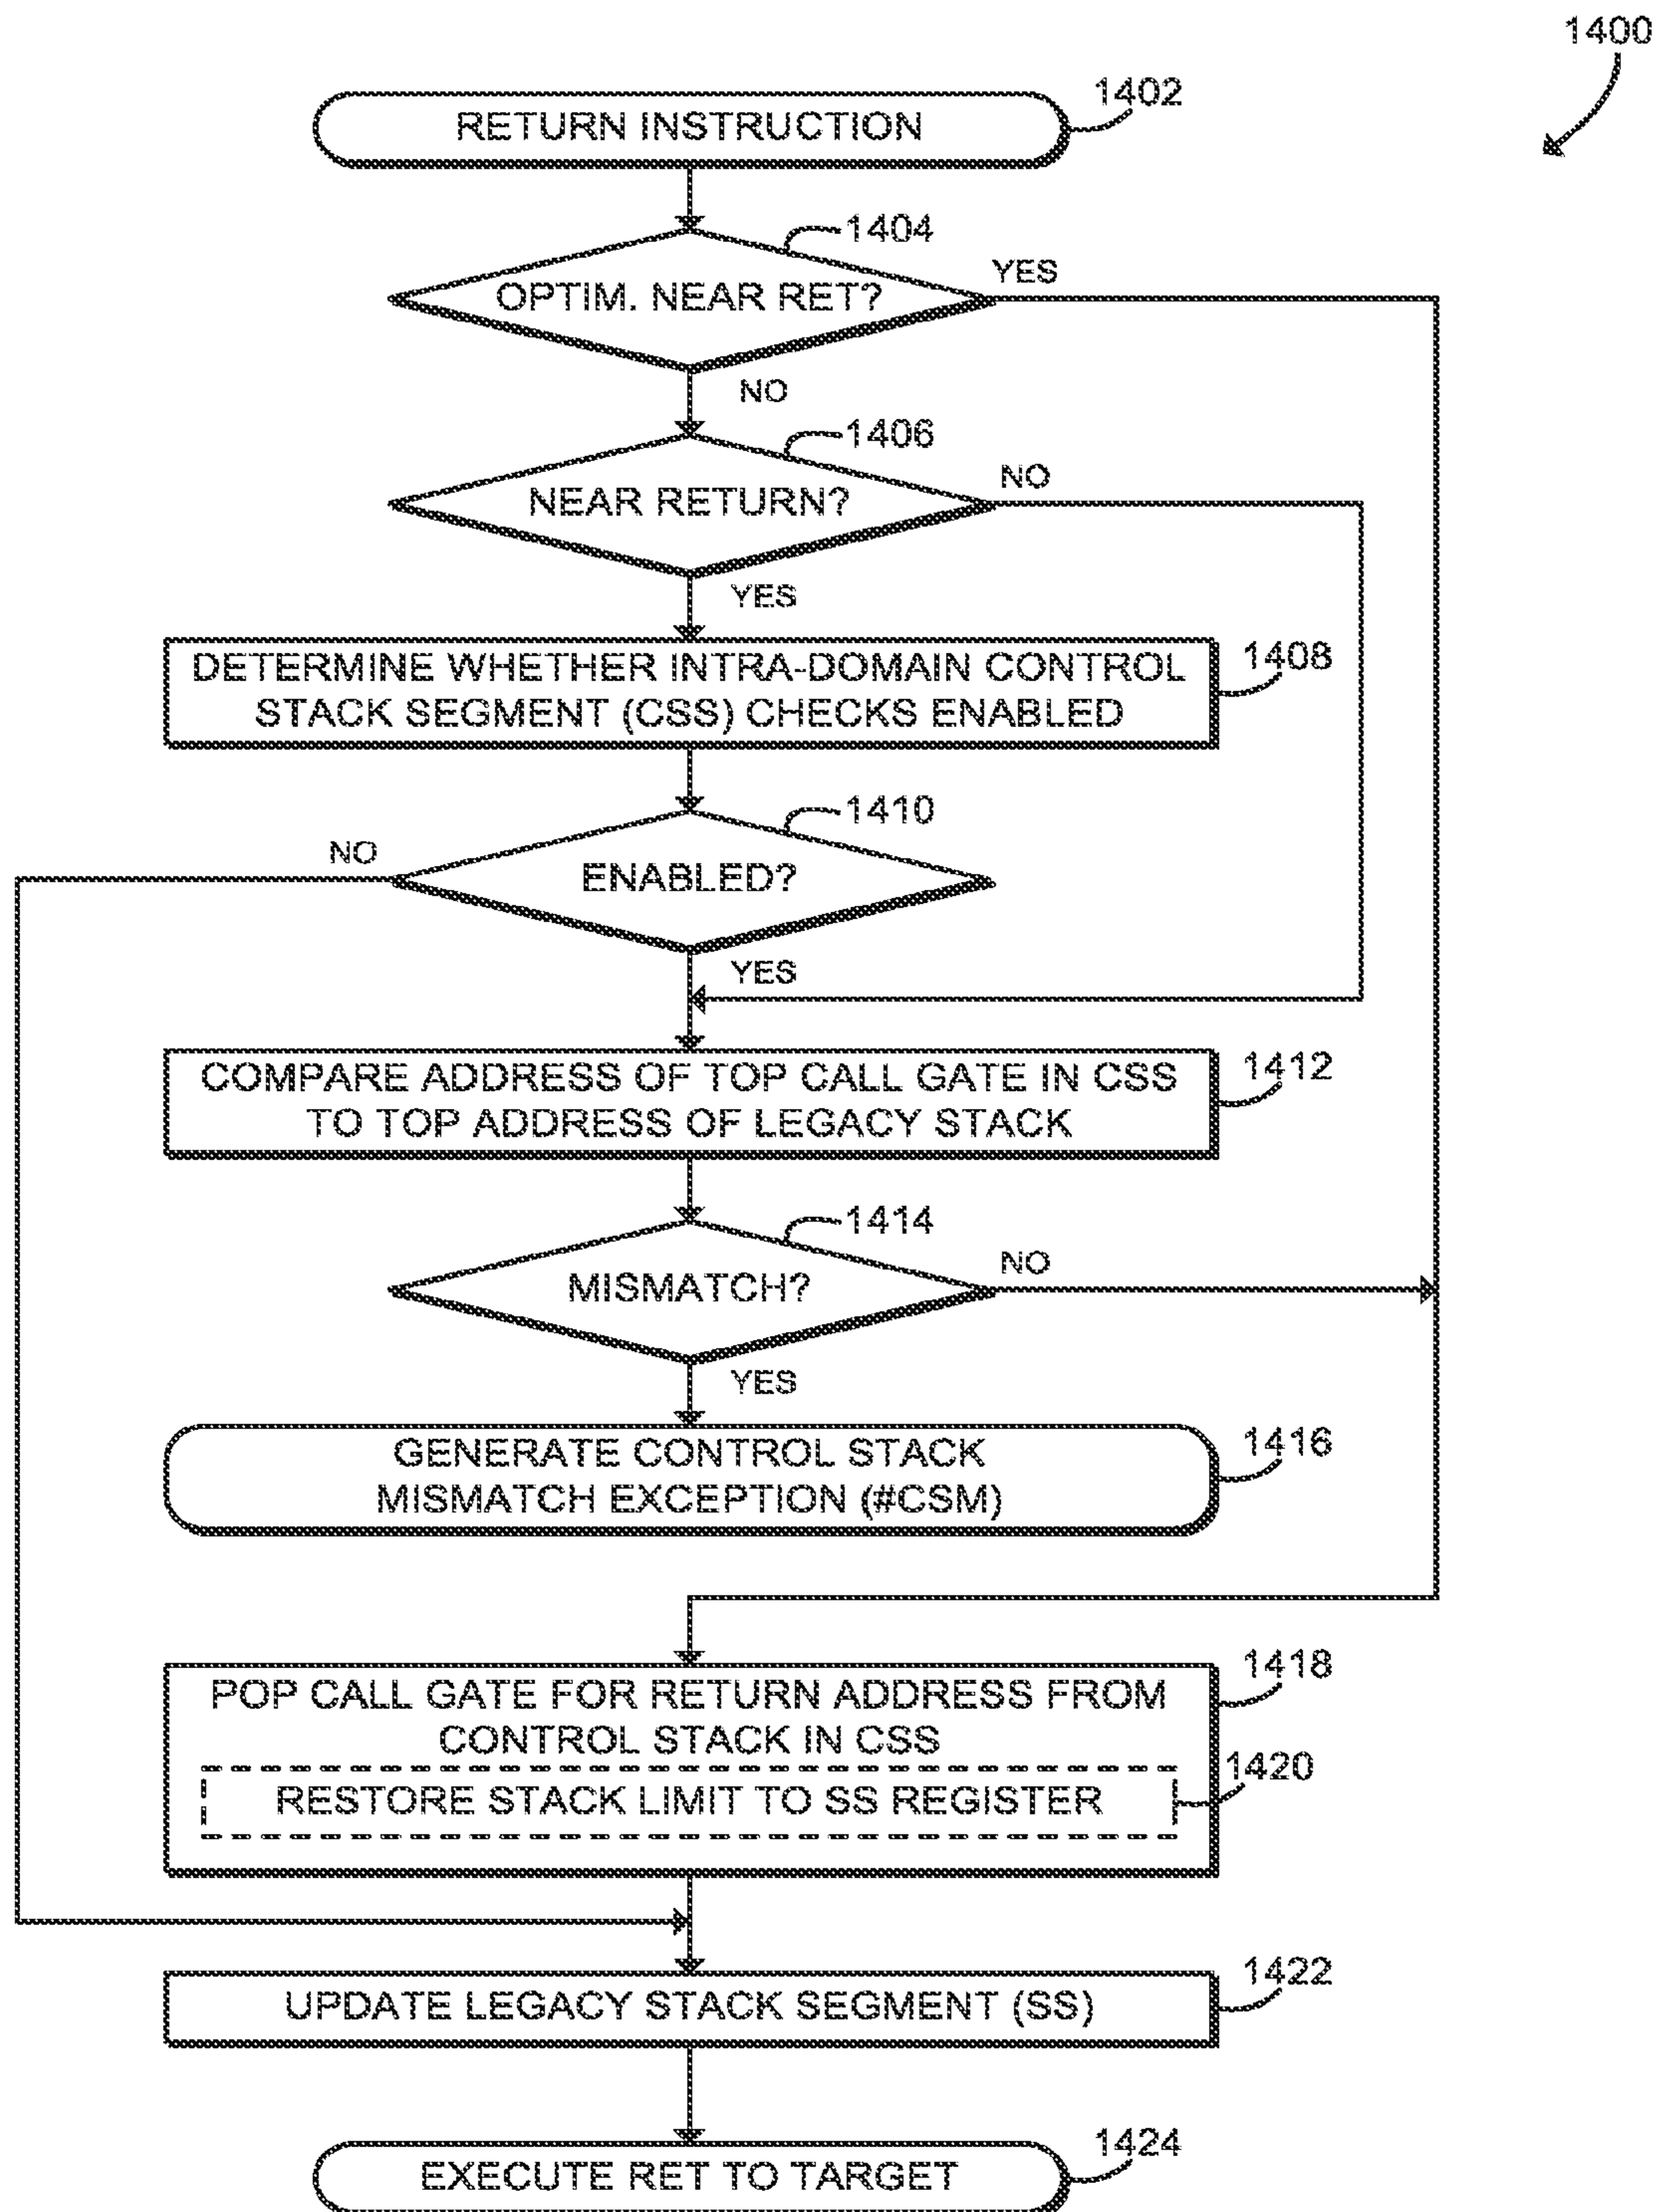 1400
RETURN INSTRUCTION
1402
1404
OPTIM. NEAR RET?
YES
NO
1406
NEAR RETURN?
NO
YES
DETERMINE WHETHER INTRA-DOMAIN CONTROL
STACK SEGMENT (CSS) CHECKS ENABLED
1408
1410
NO
ENABLED?
YES
COMPARE ADDRESS OF TOP CALL GATE IN CSS
TO TOP ADDRESS OF LEGACY STACK
1412
1414
MISMATCH?
NO
YES
GENERATE CONTROL STACK
MISMATCH EXCEPTION (#CSM)
1416
POP CALL GATE FOR RETURN ADDRESS FROM
CONTROL STACK IN CSS
1418
RESTORE STACK LIMIT TO SS REGISTER
1420
UPDATE LEGACY STACK SEGMENT (SS)
1422
EXECUTE RET TO TARGET
1424